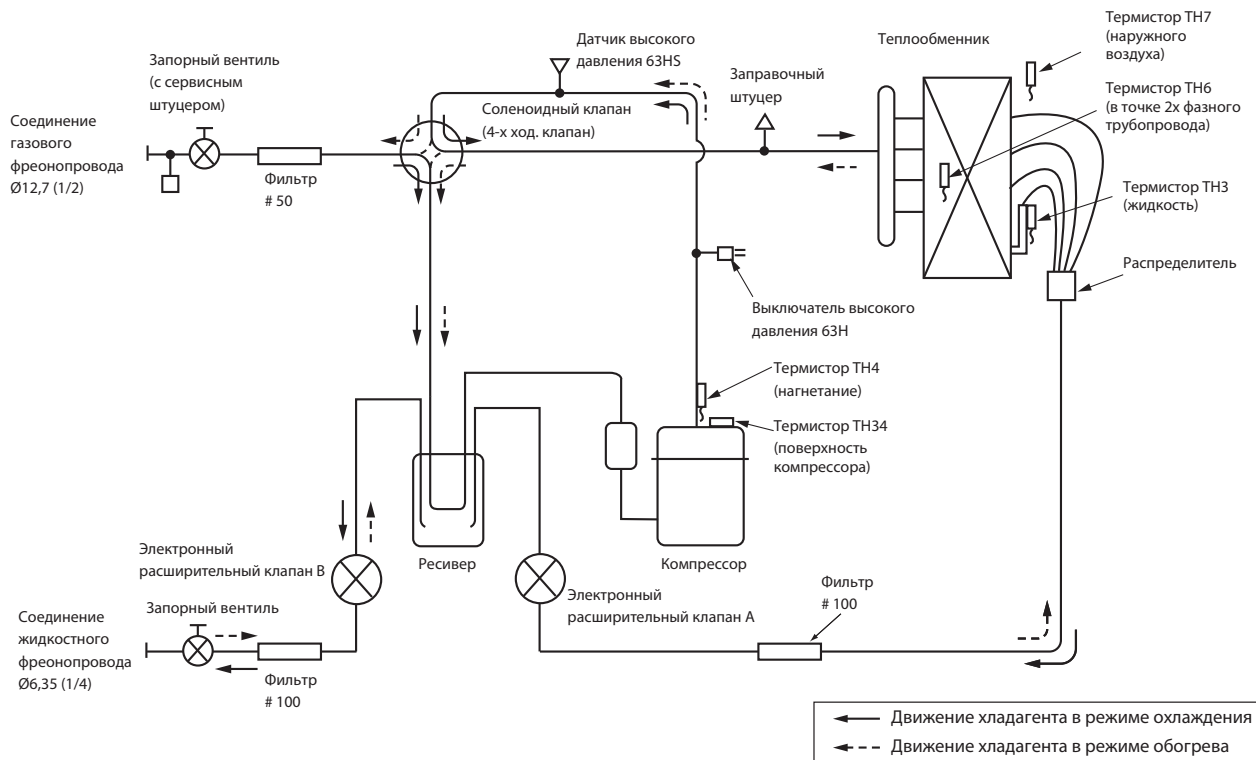 Соединение
газового
фреонопровода
Ø12,7 (1/2)
Запорный вентиль
(с сервисным
штуцером)
Фильтр
# 50
Датчик высокого
давления 63HS
Соленоидный клапан
(4-х ход. клапан)
Заправочный
штуцер
Теплообменник
Термистор TH7
(наружного
воздуха)
Термистор TH6
(в точке 2х фазного
трубопровода)
Термистор TH3
(жидкость)
Распределитель
Выключатель высокого
давления 63H
Термистор TH4
(нагнетание)
Термистор TH34
(поверхность
компрессора)
Электронный
расширительный клапан B
Ресивер
Компрессор
Электронный
расширительный клапан A
Фильтр
# 100
Соединение
жидкостного
фреонопровода
Ø6,35 (1/4)
Запорный вентиль
Фильтр
# 100
Движение хладагента в режиме охлаждения
Движение хладагента в режиме обогрева